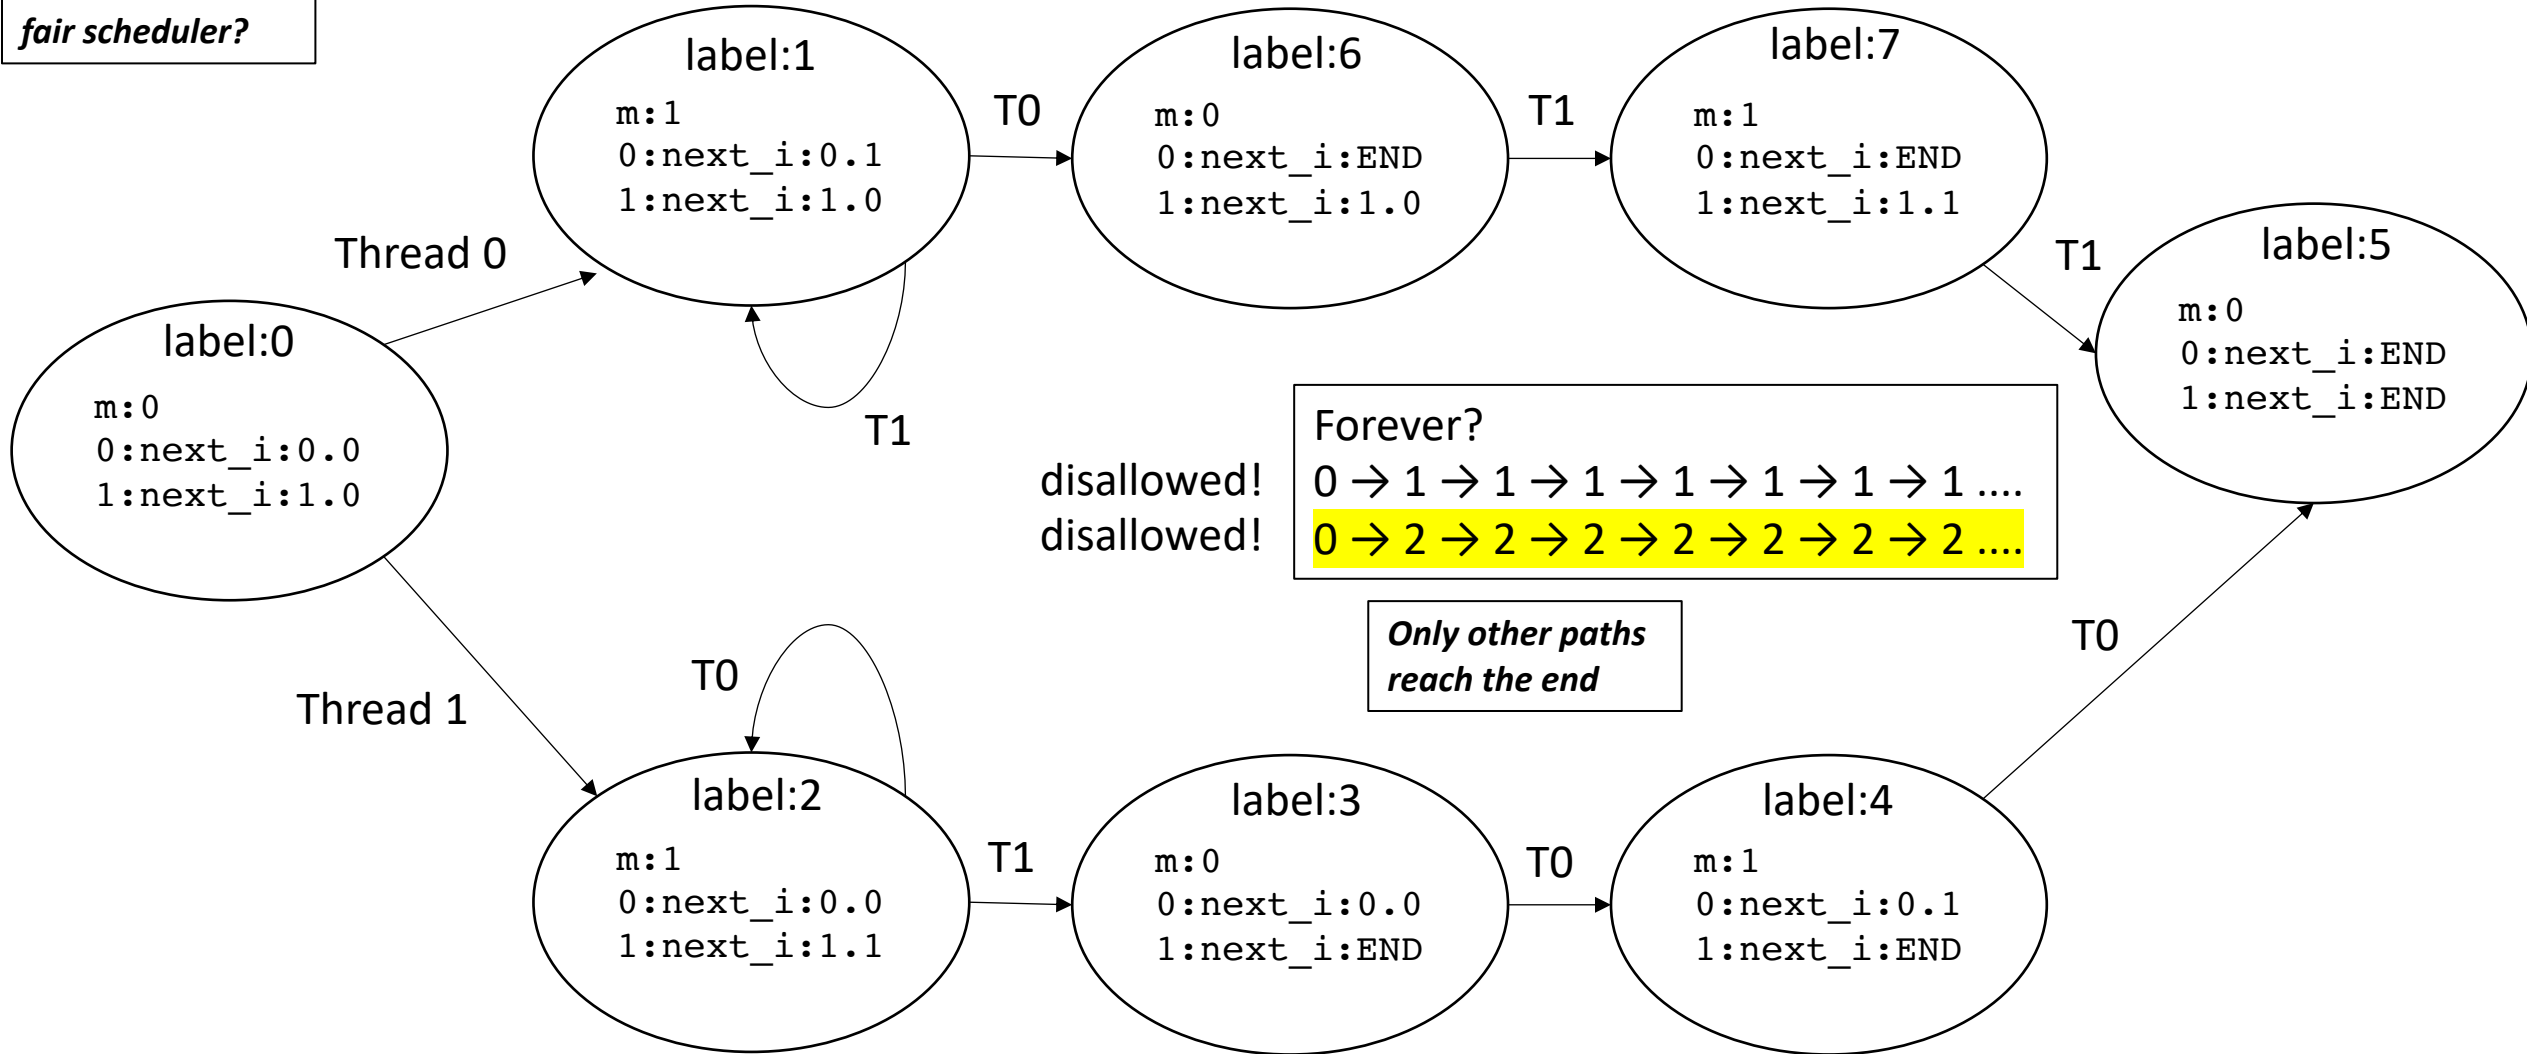 fair scheduler?
label:1
m:1
0:next_i:0.1
1:next_i:1.0
T0
label:6
m:0
0:next_i:END
1:next_i:1.0
T1
label:7
m:1
0:next_i:END
1:next_i:1.1
T1
label:5
m:0
0:next_i:END
1:next_i:END
Thread 0
T1
label:0
m:0
0:next_i:0.0
1:next_i:1.0
Forever?
disallowed! 0 → 1 → 1 → 1 → 1 → 1 → 1 → 1 ....
disallowed! 0 → 2 → 2 → 2 → 2 → 2 → 2 → 2 ....
Only other paths
reach the end
T0
Thread 1
T0
label:2
m:1
0:next_i:0.0
1:next_i:1.1
T1
label:3
m:0
0:next_i:0.0
1:next_i:END
T0
label:4
m:1
0:next_i:0.1
1:next_i:END